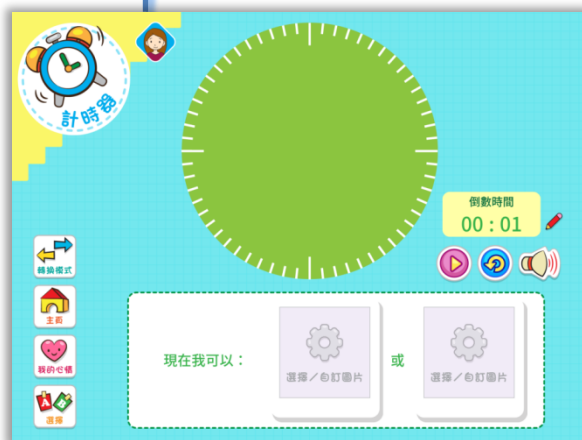 計時器
倒數時間
00 : 01
轉換模式
主頁
我的心橋
選擇
現在我可以：
選擇／自訂圖片
或
選擇／自訂圖片